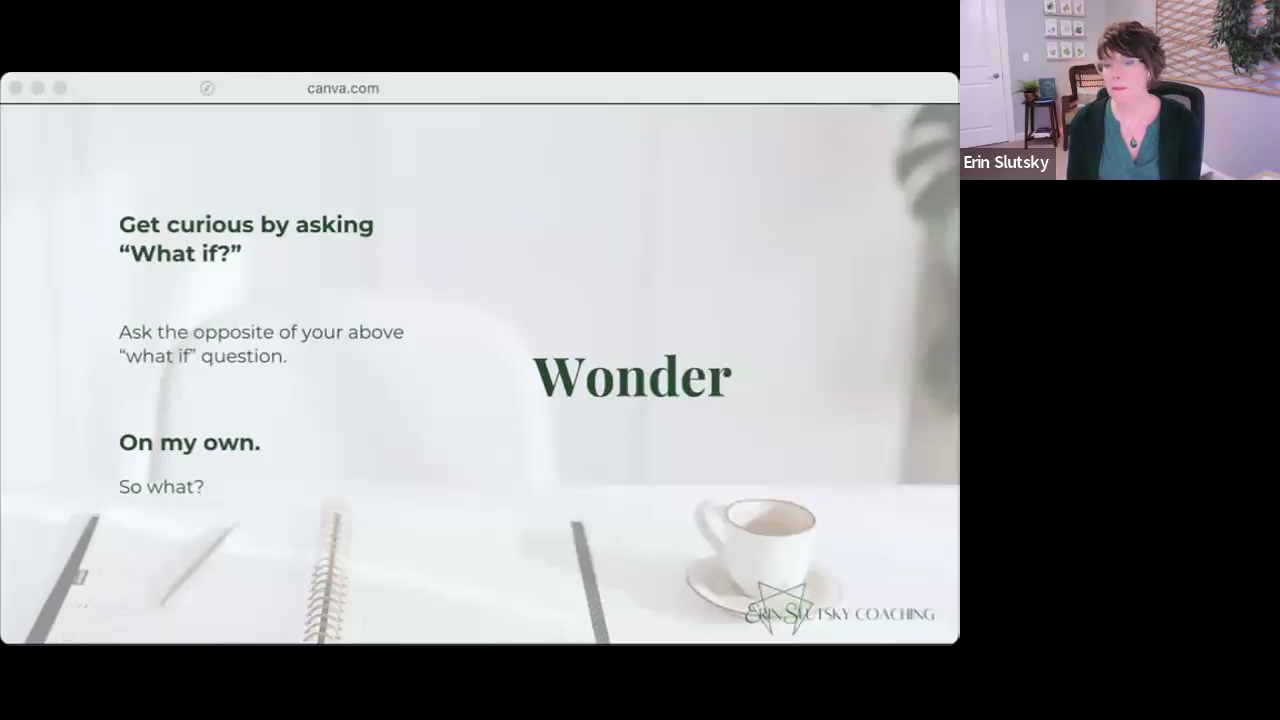 canva.com
Erin Slutsky
Get curious by asking
“What if?”
Ask the opposite of your above
“what if” question.
Wonder
On my own.
So what?
ERIN SLUTSKY COACHING